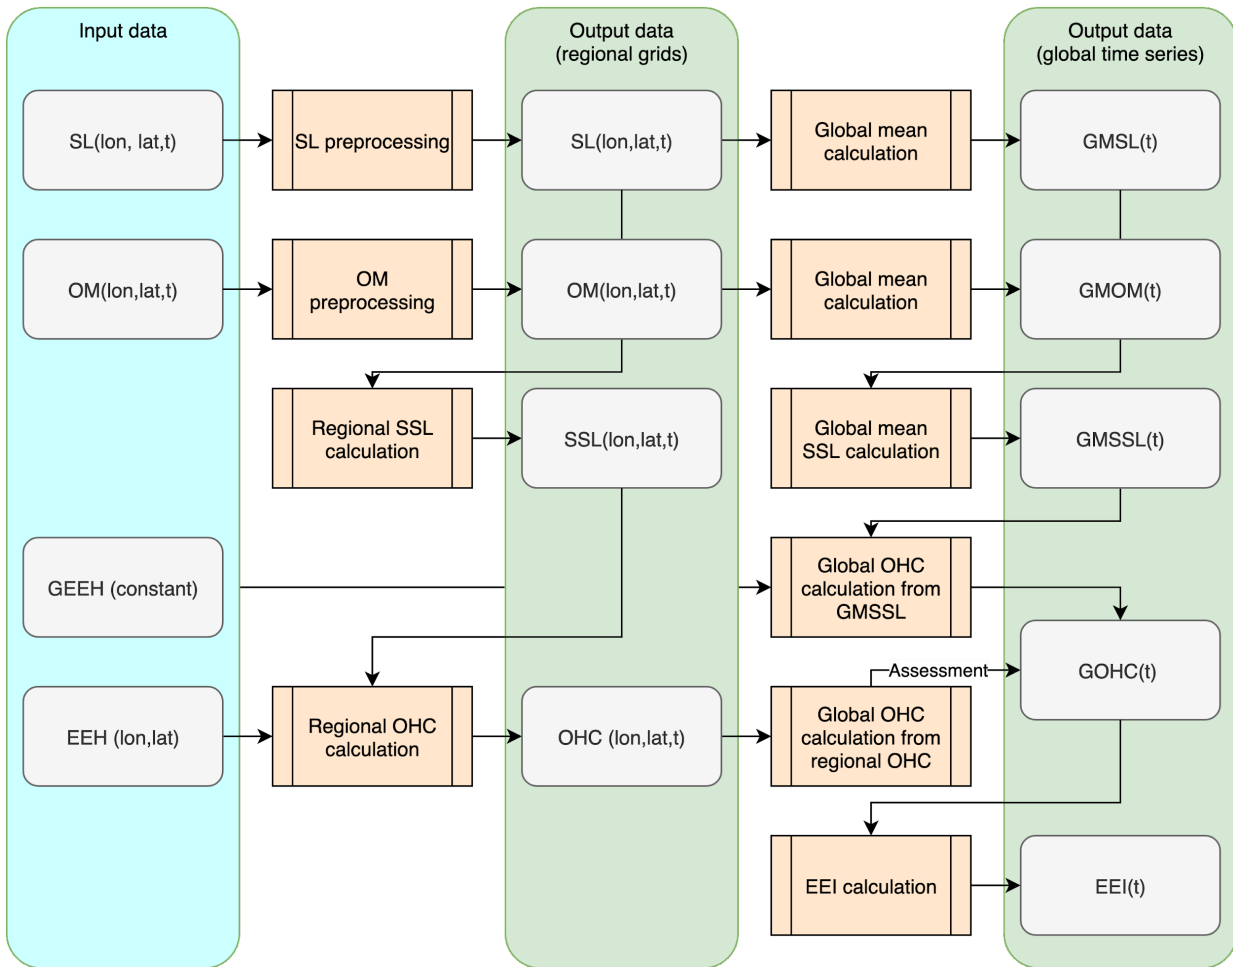 Input data
Output data
(regional grids)
Output data
(global time series)
SL(lon, lat,t)
SL preprocessing
SL(lon,lat,t)
Global mean
calculation
GMSL(t)
OM(lon,lat,t)
OM
preprocessing
OM(lon,lat,t)
Global mean
calculation
GMOM(t)
Regional SSL
calculation
SSL(lon,lat,t)
Global mean
SSL calculation
GMSSL(t)
GEEH (constant)
Global OHC
calculation from
GMSSL
Assessment
GOHC(t)
EEH (lon,lat)
Regional OHC
calculation
OHC (lon,lat,t)
Global OHC
calculation from
regional OHC
EEI calculation
EEI(t)